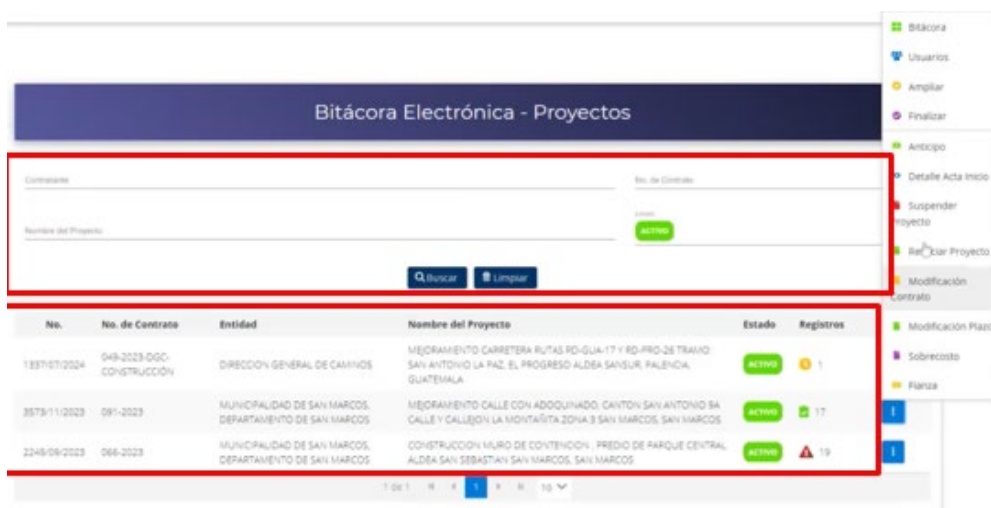 Bitácora
Usuarios
Ampliar
Finalizar
Bitácora Electrónica - Proyectos
Anticipo
Detalle Acta Inicio
Contratante
No. de Contrato
Suspender
Proyecto
Nombre del Proyecto
ACTIVO
Proyecto
Buscar
Limpiar
Modificación
Contrato
Modificación Plazo
Sobrecosto
Fianza
No. No. de Contrato Entidad Nombre del Proyecto Estado Registros
1337/07/2024 049-2023-DGC-CONSTRUCCIÓN DIRECCION GENERAL DE CAMINOS MEJORAMIENTO CARRETERA RUTAS RD-GUA-17 Y RD-PRO-26 TRAMO:
SAN ANTONIO LA PAZ, EL PROGRESO ALDEA SANSUR, PALENCIA,
GUATEMALA ACTIVO 1
3573/11/2023 091-2023 MUNICIPALIDAD DE SAN MARCOS,
DEPARTAMENTO DE SAN MARCOS MEJORAMIENTO CALLE CON ADOQUINADO, CANTON SAN ANTONIO 9A
CALLE Y CALLEJON LA MONTAÑITA ZONA 3 SAN MARCOS, SAN MARCOS ACTIVO 17
2248/09/2023 066-2023 MUNICIPALIDAD DE SAN MARCOS,
DEPARTAMENTO DE SAN MARCOS CONSTRUCCION MURO DE CONTENCION , PREDIO DE PARQUE CENTRAL,
ALDEA SAN SEBASTIAN SAN MARCOS, SAN MARCOS ACTIVO 19
1 de 1 1 10